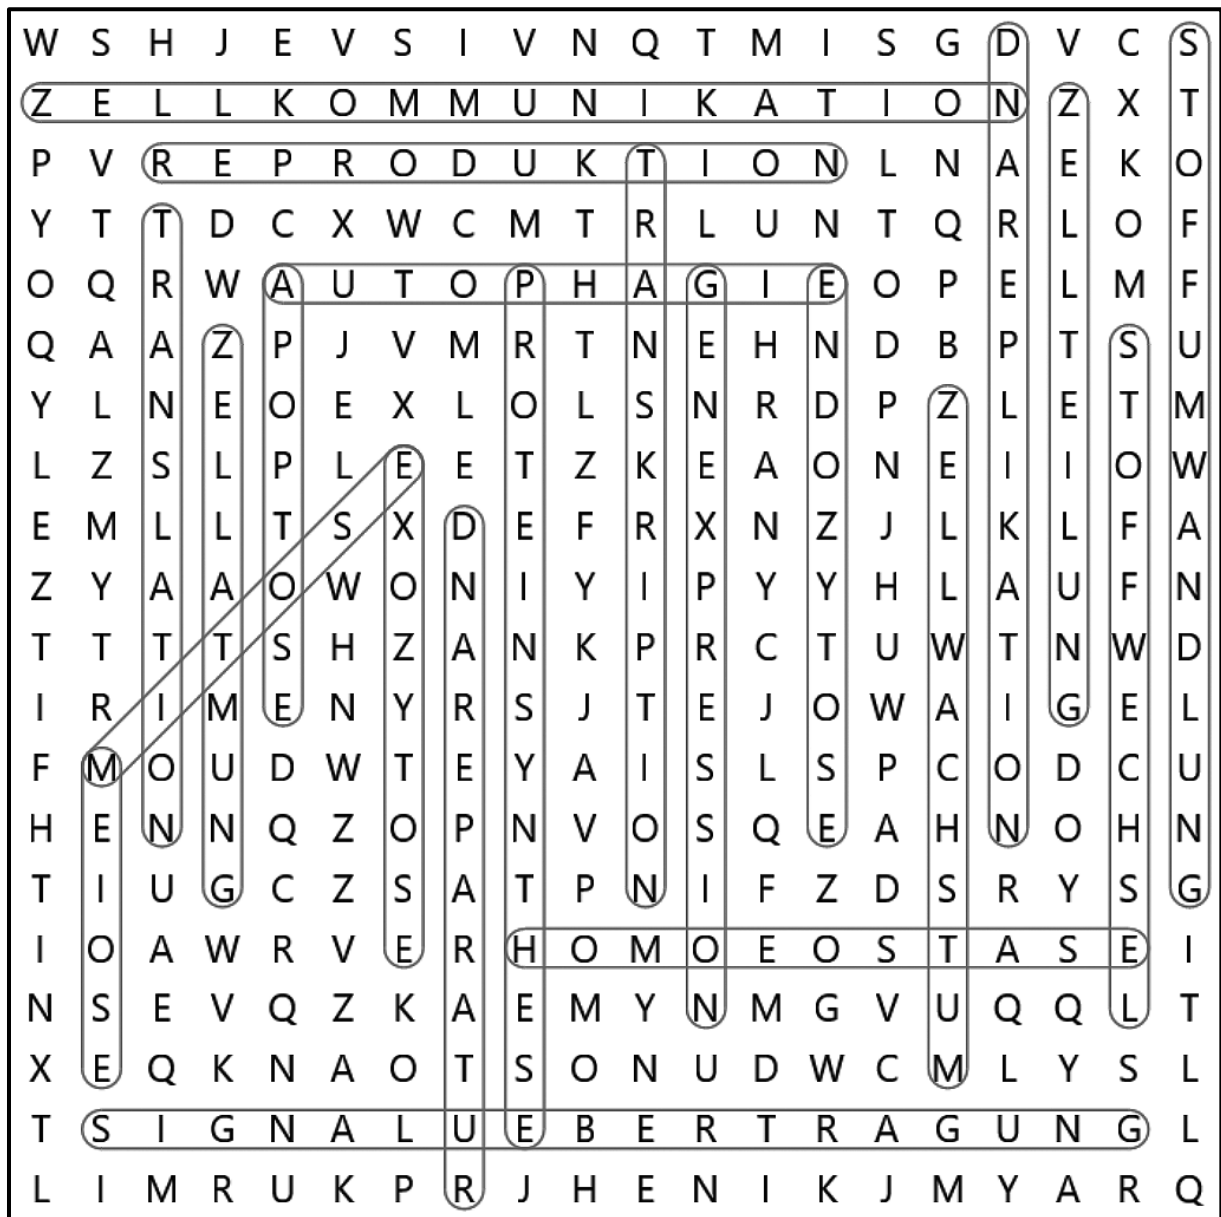 W S H J E V S I V N Q T M I S G D V C S
Z E L L K O M M U N I K A T I O N Z X T
P V R E P R O D U K T I O N L N A E K O
Y T T D C X W C M T R L U N T Q R L O F
O Q R W A U T O P H A G I E O P E L M F
Q A A Z P J V M R T N E H N D B P T S U
Y L N E O E X L O L S N R D P Z L E T M
L Z S L P L E E T Z K E A O N E I I O W
E M L L T S X D E F R X N Z J L K L F A
Z Y A A O W O N I Y I P Y Y H L A U F N
T T T T S H Z A N K P R C T U W T N W D
I R I M E N Y R S J T E J O W A I G E L
F M O U D W T E Y A I S L S P C O D C U
H E N N Q Z O P N V O S Q E A H N O H N
T I U G C Z S A T P N I F Z D S R Y S G
I O A W R V E R H O M O E O S T A S E I
N S E V Q Z K A E M Y N M G V U Q Q L T
X E Q K N A O T S O N U D W C M L Y S L
T S I G N A L U E B E R T R A G U N G L
L I M R U K P R J H E N I K J M Y A R Q